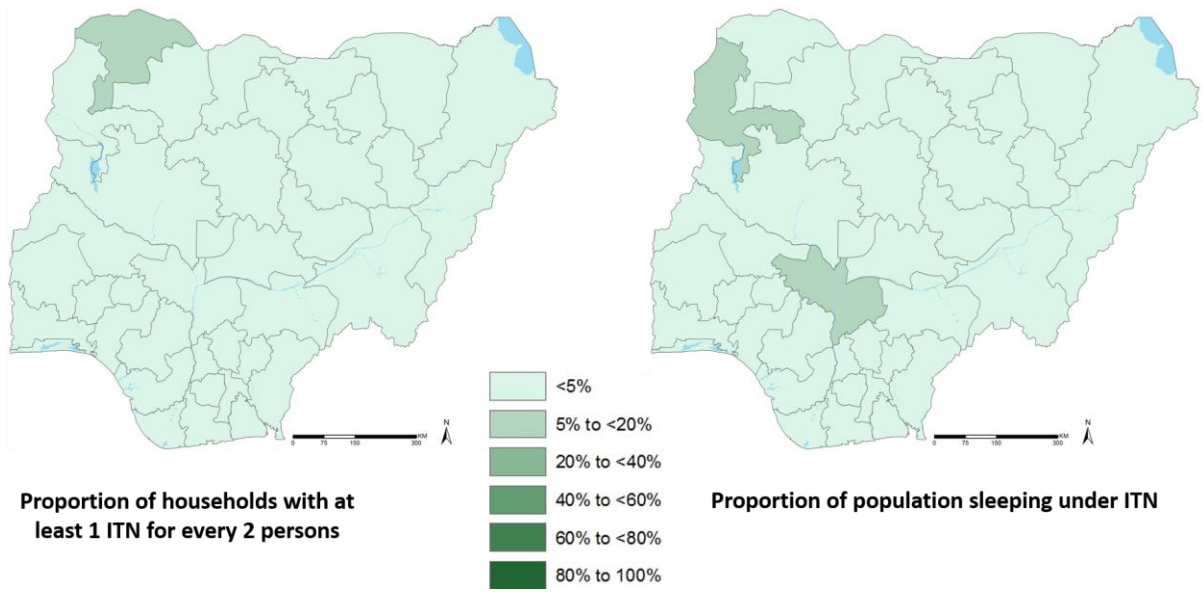 N
0 75 150 300 KM
N
0 75 150 300 KM
<5%
5% to <20%
20% to <40%
40% to <60%
60% to <80%
80% to 100%
Proportion of households with at
least 1 ITN for every 2 persons
Proportion of population sleeping under ITN